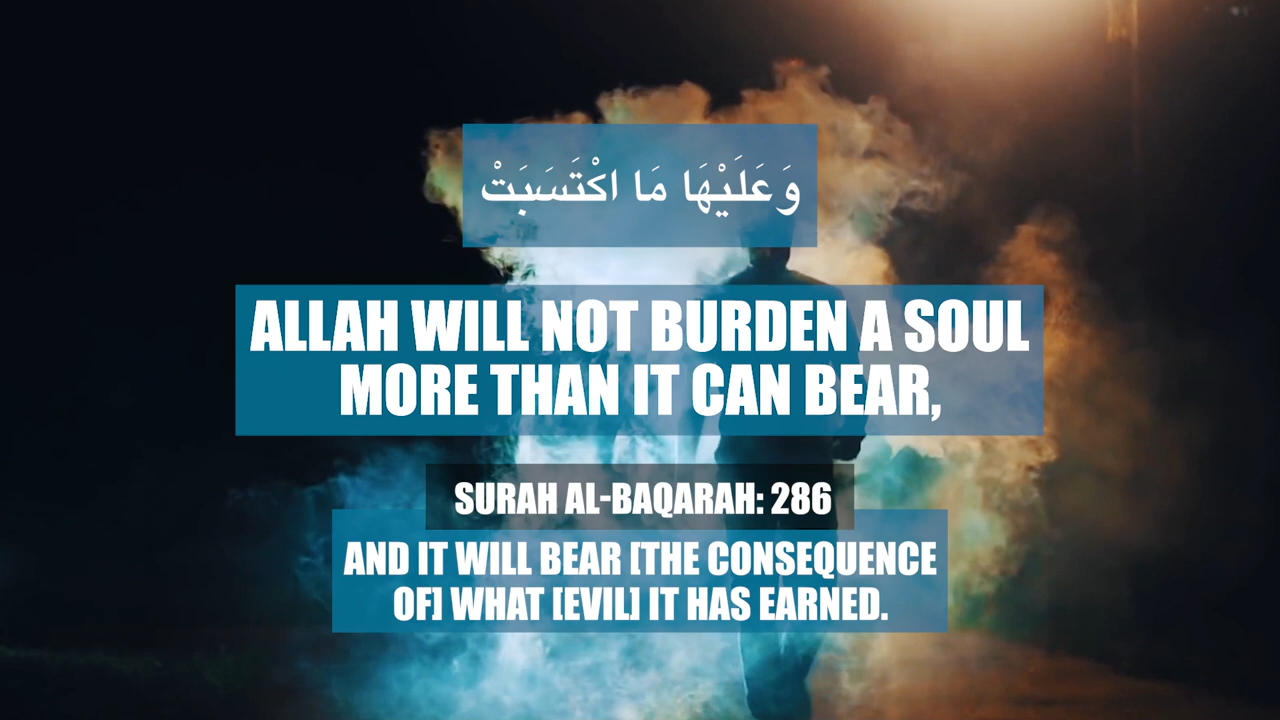 وَعَلَيْهَا مَا اكْتَسَبَتْ
ALLAH WILL NOT BURDEN A SOUL
MORE THAN IT CAN BEAR,
SURAH AL-BAQARAH: 286
AND IT WILL BEAR [THE CONSEQUENCE
OF] WHAT [EVIL] IT HAS EARNED.